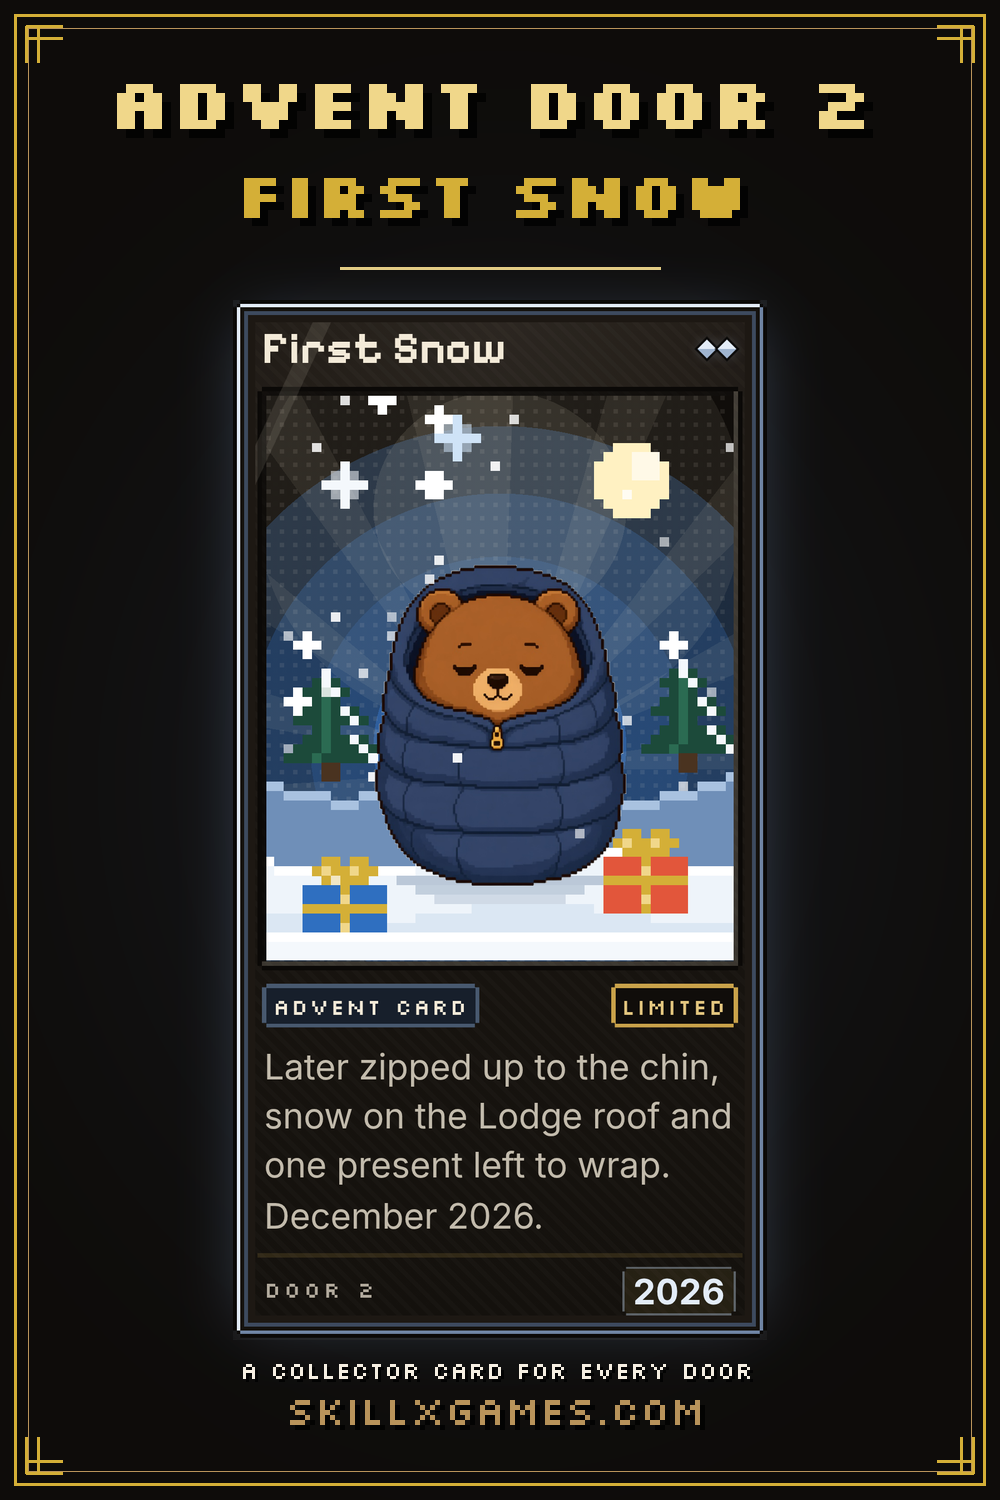 ADVENT DOOR 2
FIRST SNOW
First Snow
ADVENT CARD
LIMITED
Later zipped up to the chin,
snow on the Lodge roof and
one present left to wrap.
December 2026.
DOOR 2
2026
A COLLECTOR CARD FOR EVERY DOOR
SKILLXGAMES.COM